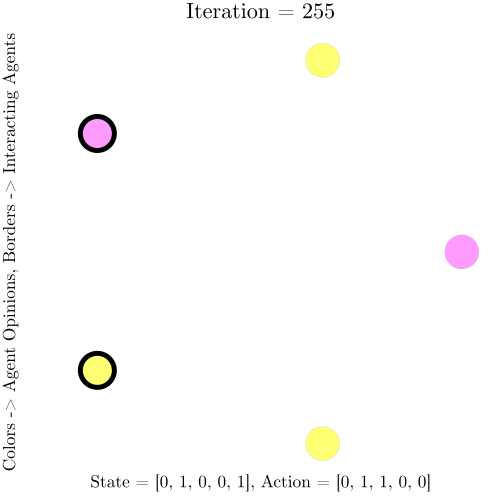 Iteration = 255
Colors -> Agent Opinions, Borders -> Interacting Agents
State = [0, 1, 0, 0, 1], Action = [0, 1, 1, 0, 0]